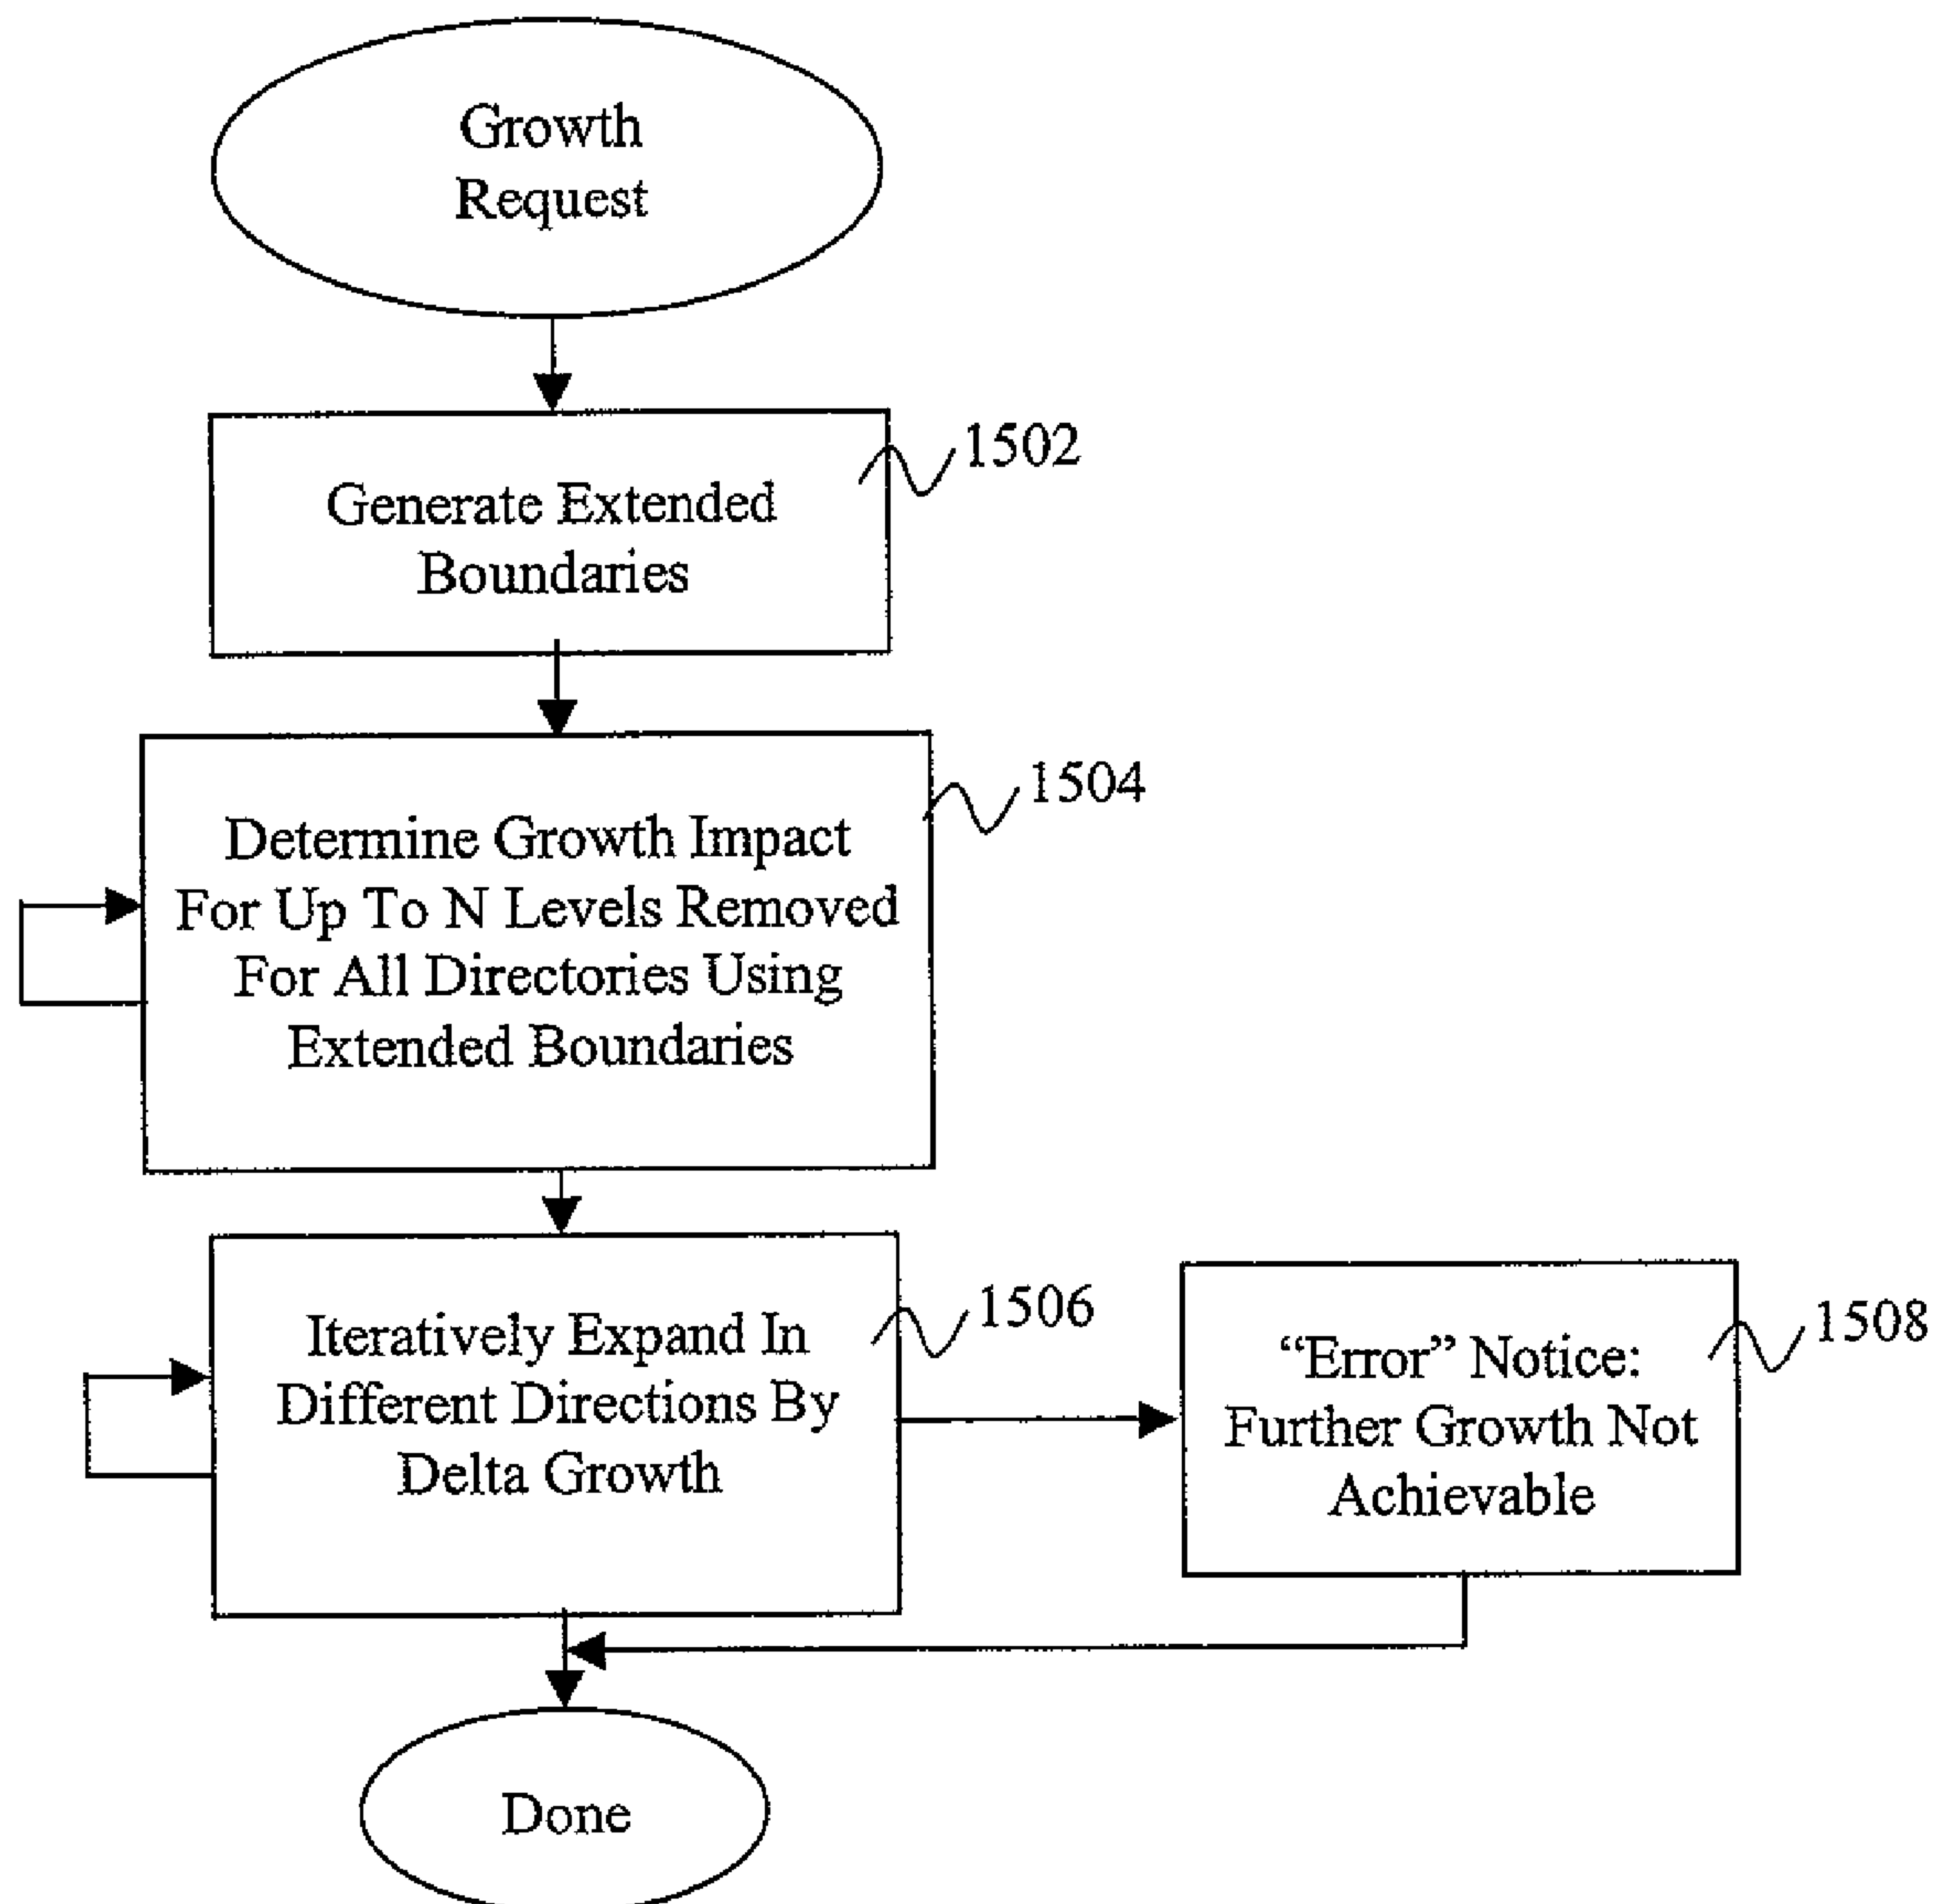 Growth
Request
1502
Generate Extended
Boundaries
1504
Determine Growth Impact
For Up To N Levels Removed
For All Directories Using
Extended Boundaries
1506
Iteratively Expand In
Different Directions By
Delta Growth
1508
“Error” Notice:
Further Growth Not
Achievable
Done